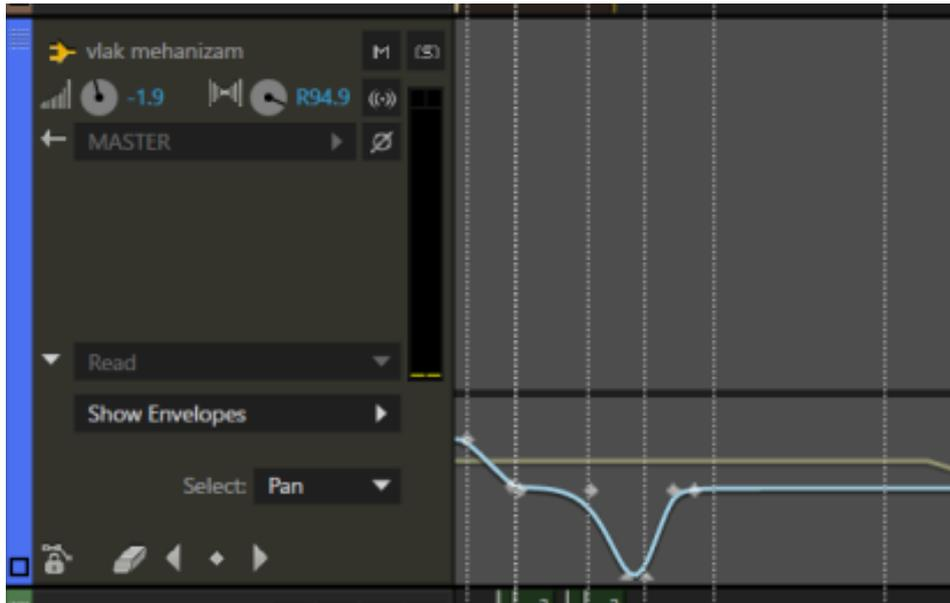 vlak mehanizam
M
(S)
-1.9
R94.9
MASTER
Read
Show Envelopes
Select: Pan